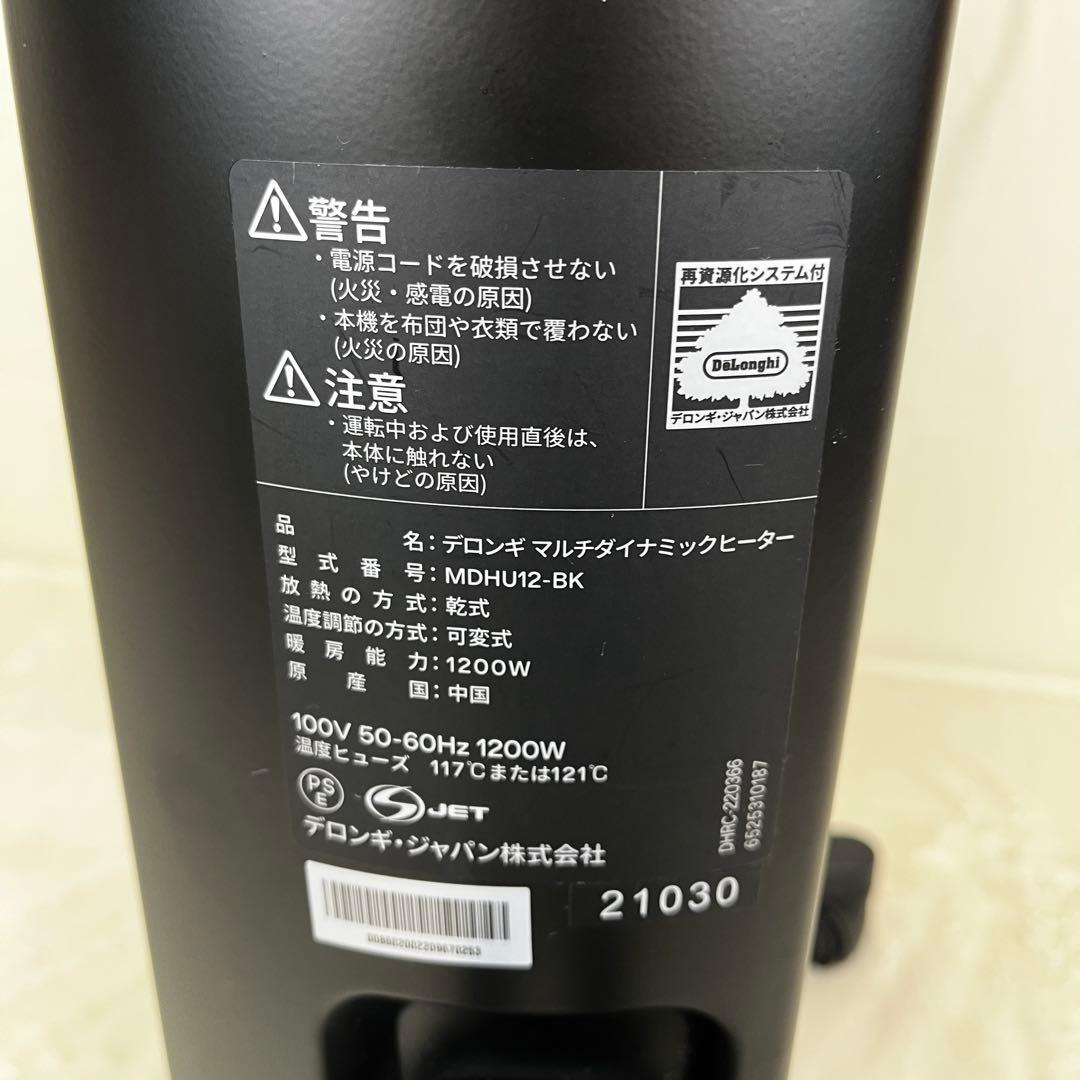 警告
・電源コードを破損させない
(火災・感電の原因)
・本機を布団や衣類で覆わない
(火災の原因)
注意
・運転中および使用直後は、
本体に触れない
(やけどの原因)
再資源化システム付
DeLonghi
デロンギ・ジャパン株式会社
品名：デロンギ マルチダイナミックヒーター
型式番号：MDHU12-BK
放熱の方式：乾式
温度調節の方式：可変式
暖房能力：1200W
原産国：中国
100V 50-60Hz 1200W
温度ヒューズ 117℃または121℃
PSE
JET
デロンギ・ジャパン株式会社
DHRC-220366
6525310187
21030